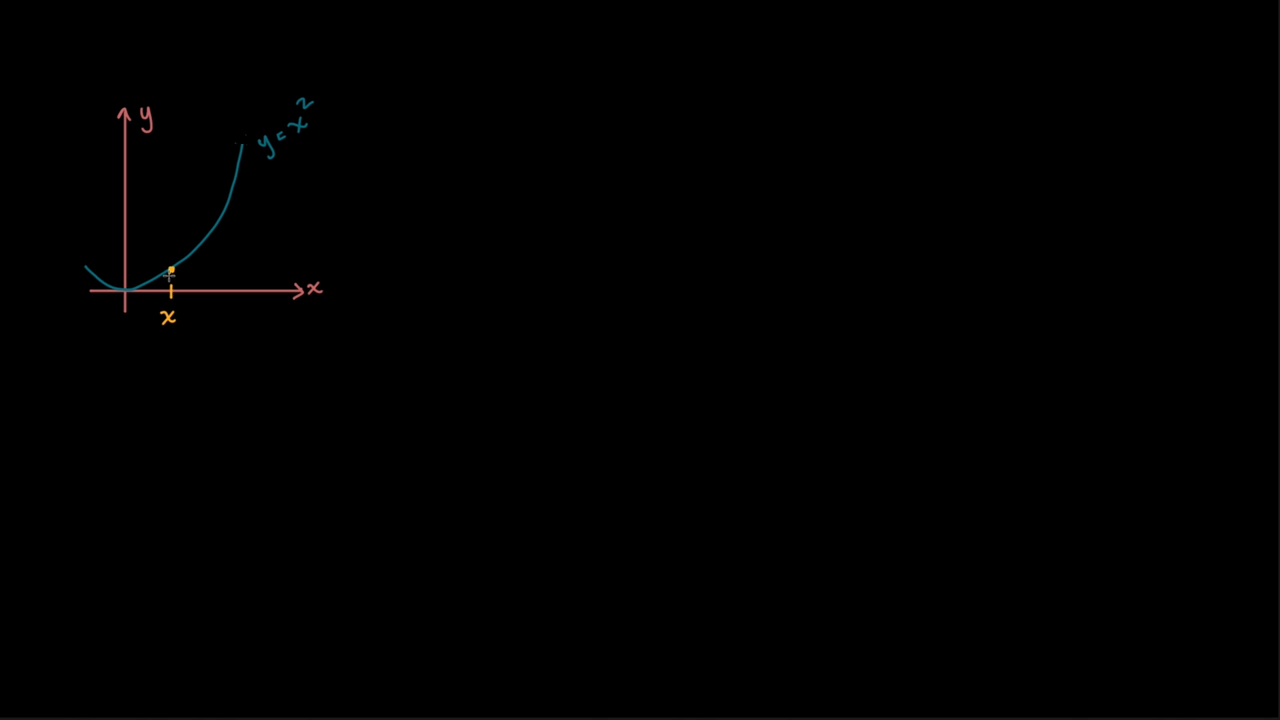 y
y = x²
x
x